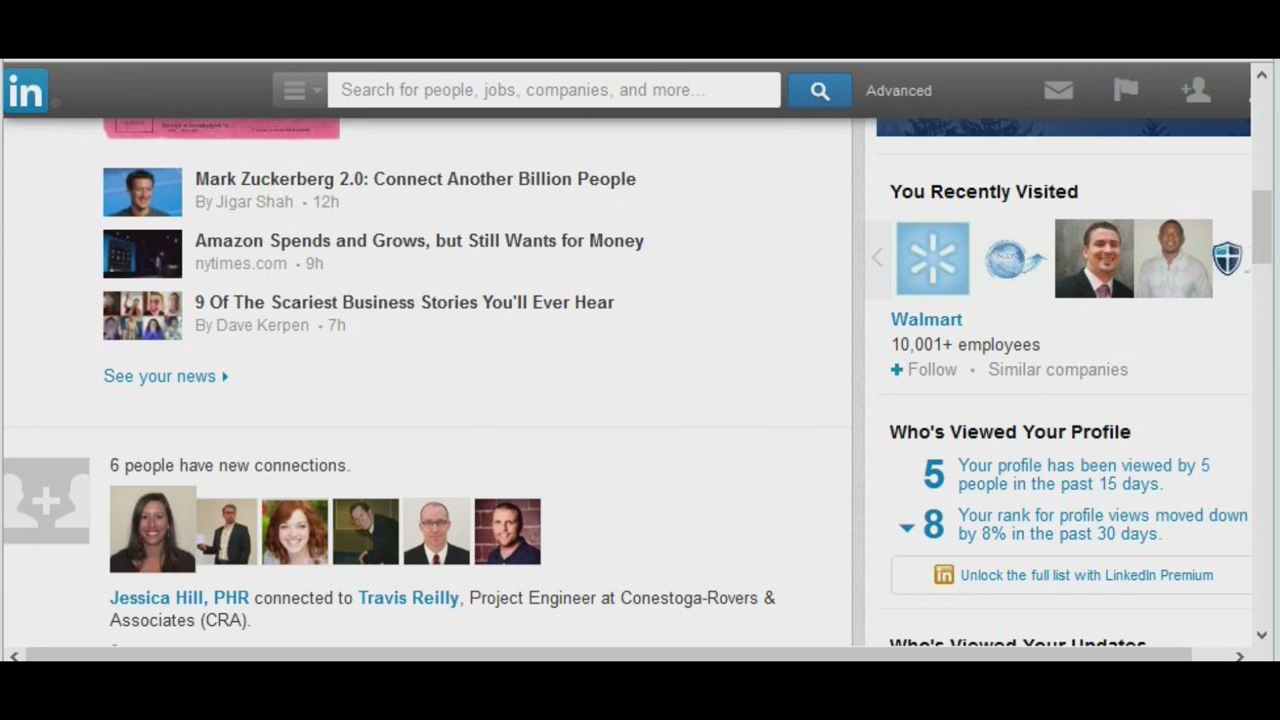 in
Search for people, jobs, companies, and more...
Advanced
Mark Zuckerberg 2.0: Connect Another Billion People
By Jigar Shah • 12h
Amazon Spends and Grows, but Still Wants for Money
nytimes.com • 9h
9 Of The Scariest Business Stories You'll Ever Hear
By Dave Kerpen • 7h
See your news
6 people have new connections.
Jessica Hill, PHR connected to Travis Reilly, Project Engineer at Conestoga-Rovers &
Associates (CRA).
You Recently Visited
Walmart
10,001+ employees
Follow • Similar companies
Who's Viewed Your Profile
5 Your profile has been viewed by 5
people in the past 15 days.
8 Your rank for profile views moved down
by 8% in the past 30 days.
in Unlock the full list with LinkedIn Premium
Who's Viewed Your Updates